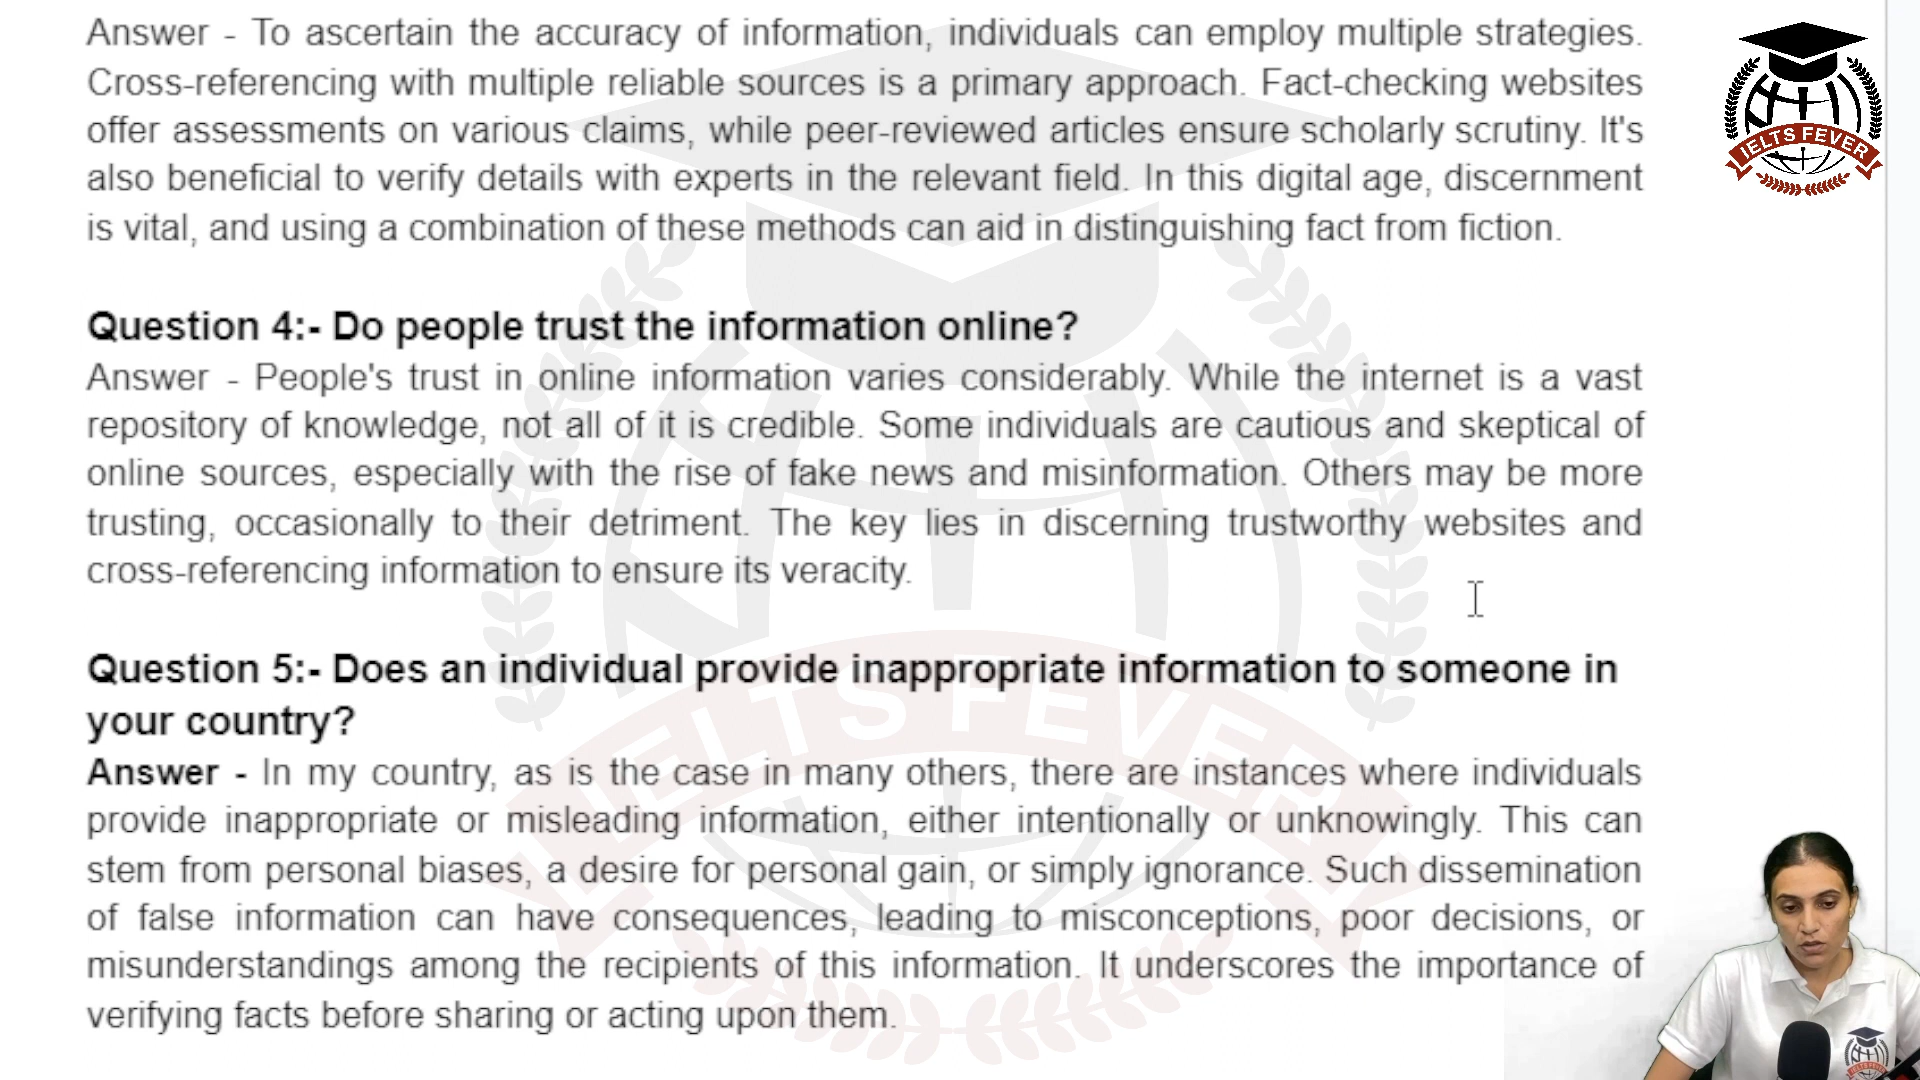 Answer - To ascertain the accuracy of information, individuals can employ multiple strategies.
Cross-referencing with multiple reliable sources is a primary approach. Fact-checking websites
offer assessments on various claims, while peer-reviewed articles ensure scholarly scrutiny. It's
also beneficial to verify details with experts in the relevant field. In this digital age, discernment
is vital, and using a combination of these methods can aid in distinguishing fact from fiction.
IELTS FEVER
Question 4:- Do people trust the information online?
Answer - People's trust in online information varies considerably. While the internet is a vast
repository of knowledge, not all of it is credible. Some individuals are cautious and skeptical of
online sources, especially with the rise of fake news and misinformation. Others may be more
trusting, occasionally to their detriment. The key lies in discerning trustworthy websites and
cross-referencing information to ensure its veracity.
Question 5:- Does an individual provide inappropriate information to someone in
your country?
IELTS FEVER
Answer - In my country, as is the case in many others, there are instances where individuals
provide inappropriate or misleading information, either intentionally or unknowingly. This can
stem from personal biases, a desire for personal gain, or simply ignorance. Such dissemination
of false information can have consequences, leading to misconceptions, poor decisions, or
misunderstandings among the recipients of this information. It underscores the importance of
verifying facts before sharing or acting upon them.